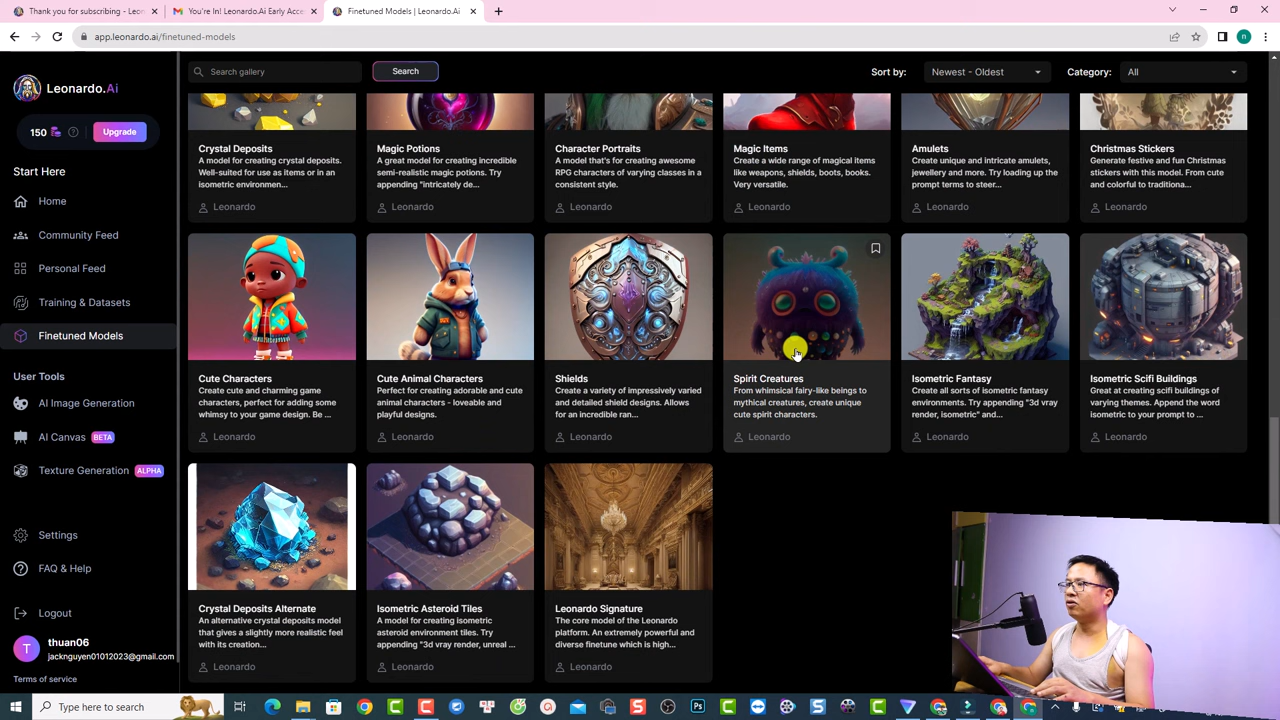 Thank you for subscribing - Leon
You're In! Leonardo.Ai Early Acce
Finetuned Models | Leonardo.Ai
app.leonardo.ai/finetuned-models
n
Leonardo.Ai
150
?
Upgrade
Start Here
Home
Community Feed
Personal Feed
Training & Datasets
Finetuned Models
User Tools
AI Image Generation
AI Canvas BETA
Texture Generation ALPHA
Settings
FAQ & Help
Logout
T
thuan06
jacknguyen01012023@gmail.com
Terms of service
Search gallery
Search
Sort by:
Newest - Oldest
Category:
All
Crystal Deposits
A model for creating crystal deposits.
Well-suited for use as items or in an
isometric environmen...
Leonardo
Magic Potions
A great model for creating incredible
semi-realistic magic potions. Try
appending "intricately de...
Leonardo
Character Portraits
A model that's for creating awesome
RPG characters of varying classes in a
consistent style.
Leonardo
Magic Items
Create a wide range of magical items
like weapons, shields, boots, books.
Very versatile.
Leonardo
Amulets
Create unique and intricate amulets,
jewellery and more. Try loading up the
prompt terms to steer...
Leonardo
Christmas Stickers
Generate festive and fun Christmas
stickers with this model. From cute
and colorful to traditiona...
Leonardo
Cute Characters
Create cute and charming game
characters, perfect for adding some
whimsy to your game design. Be ...
Leonardo
Cute Animal Characters
Perfect for creating adorable and cute
animal characters - loveable and
playful designs.
Leonardo
Shields
Create a variety of impressively varied
and detailed shield designs. Allows
for an incredible ran...
Leonardo
Spirit Creatures
From whimsical fairy-like beings to
mythical creatures, create unique
cute spirit characters.
Leonardo
Isometric Fantasy
Create all sorts of isometric fantasy
environments. Try appending "3d vray
render, isometric" and...
Leonardo
Isometric Scifi Buildings
Great at creating scifi buildings of
varying themes. Append the word
isometric to your prompt to ...
Leonardo
Crystal Deposits Alternate
An alternative crystal deposits model
that gives a slightly more realistic feel
with its creation...
Leonardo
Isometric Asteroid Tiles
A model for creating isometric
asteroid environment tiles. Try
appending "3d vray render, unreal ...
Leonardo
Leonardo Signature
The core model of the Leonardo
platform. An extremely powerful and
diverse finetune which is high...
Leonardo
Type here to search